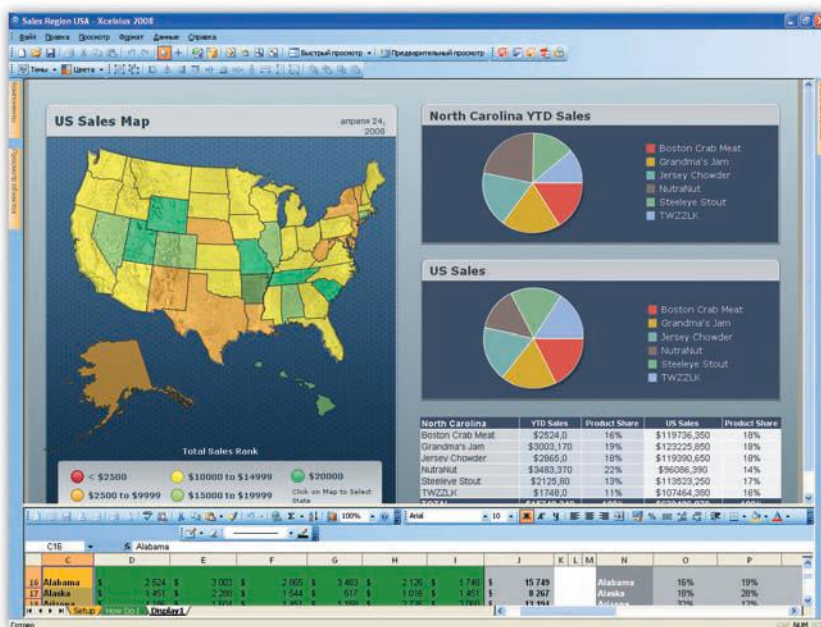 Sales Region USA - Xcelsius 2008
Файл Правка Просмотр Формат Данные Справка
Быстрый просмотр Предварительный просмотр
Темы Цвета
US Sales Map
апреля 24,
2008
Total Sales Rank
< $2500 $10000 to $14999 $20000
$2500 to $9999 $15000 to $19999 Click on Map to Select
State
North Carolina YTD Sales
Boston Crab Meat
Grandma's Jam
Jersey Chowder
NutraNut
Steeleye Stout
TWZZLK
US Sales
Boston Crab Meat
Grandma's Jam
Jersey Chowder
NutraNut
Steeleye Stout
TWZZLK
North Carolina YTD Sales Product Share US Sales Product Share
Boston Crab Meat $2524,0 16% $119736,350 18%
Grandma's Jam $3003,170 19% $123225,850 18%
Jersey Chowder $2865,0 18% $119390,650 18%
NutraNut $3483,370 22% $96086,390 14%
Steeleye Stout $2125,80 13% $113523,250 17%
TWZZLK $1748,0 11% $107464,380 16%
100% Arial 10 Ж К Ч
C16 Alabama
C D E F G H I J K L M N O P
16 Alabama $ 2 524 $ 3 003 $ 2 865 $ 3 483 $ 2 126 $ 1 748 $ 15 749 Alabama 16% 19%
17 Alaska $ 1 451 $ 2 288 $ 1 544 $ 517 $ 1 016 $ 1 451 $ 8 267 Alaska 18% 28%
Setup How Do I Display1
Готово NUM